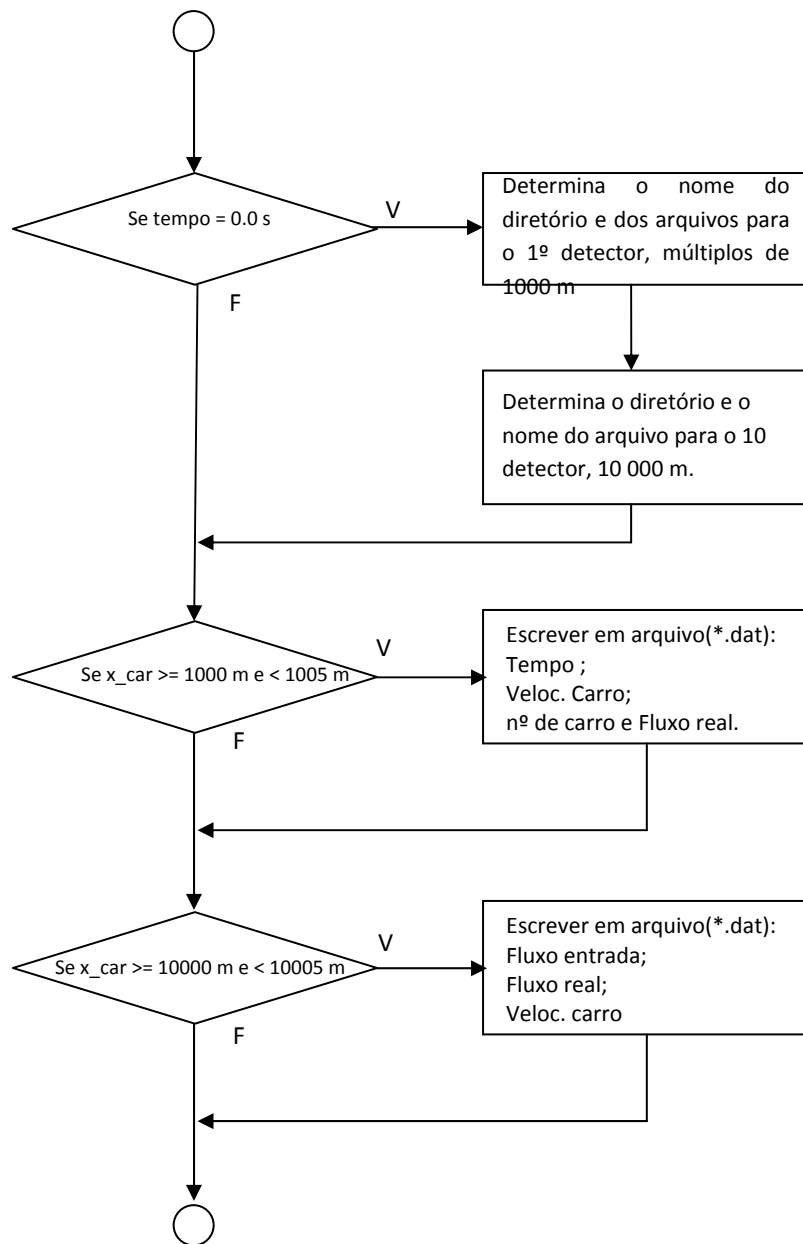 Se tempo = 0.0 s
V
Determina o nome do
diretório e dos arquivos para
o 1º detector, múltiplos de
1000 m
F
Determina o diretório e o
nome do arquivo para o 10
detector, 10 000 m.
Se x_car >= 1000 m e < 1005 m
V
Escrever em arquivo(*.dat):
Tempo ;
Veloc. Carro;
nº de carro e Fluxo real.
F
Se x_car >= 10000 m e < 10005 m
V
Escrever em arquivo(*.dat):
Fluxo entrada;
Fluxo real;
Veloc. carro
F